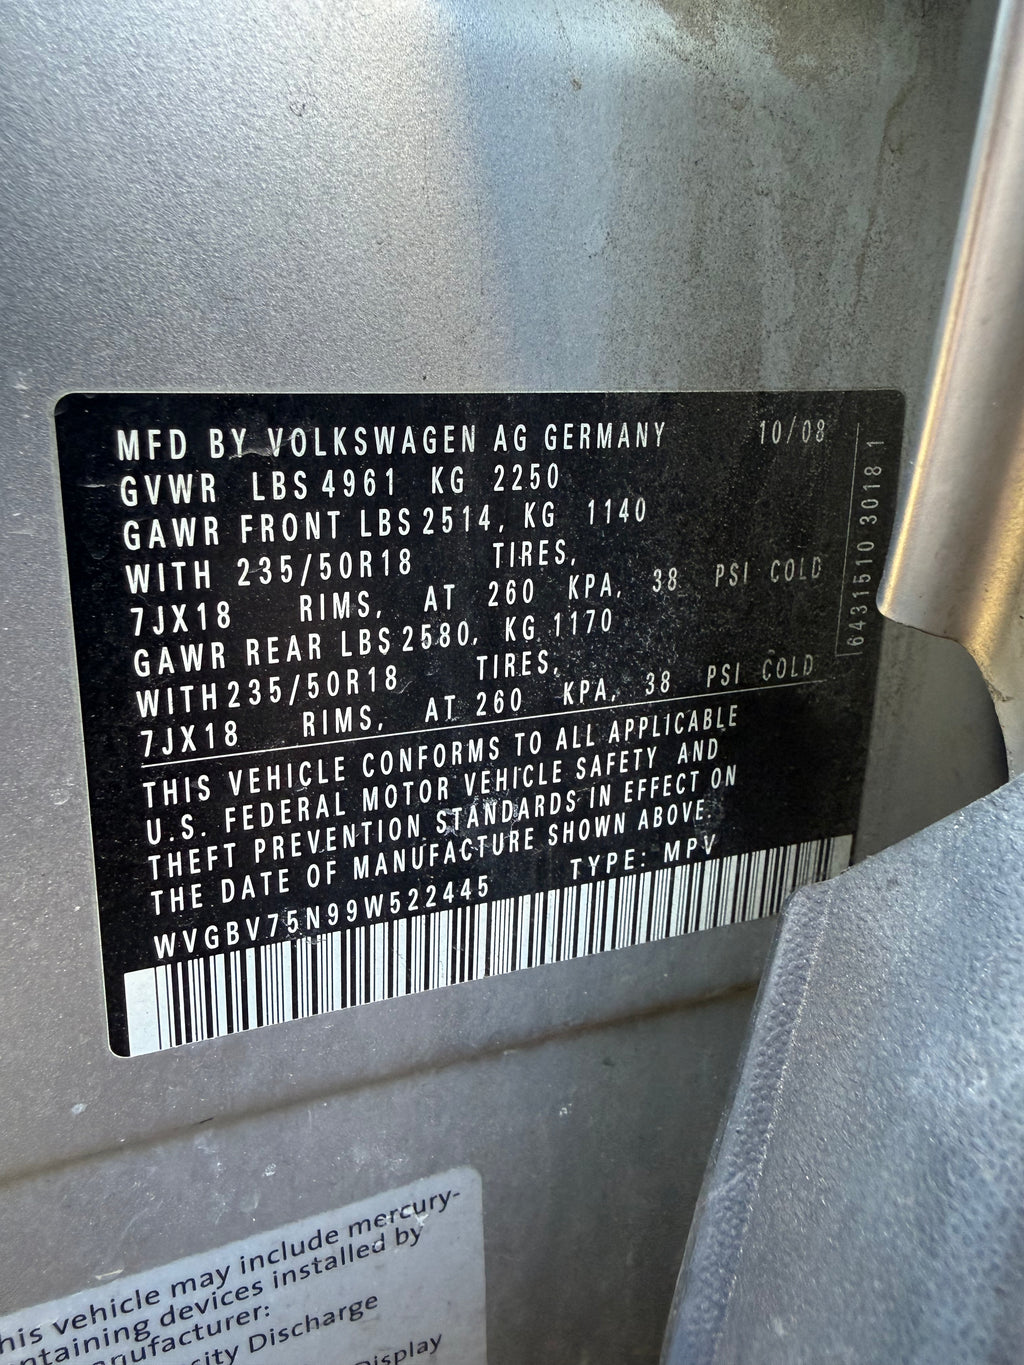 MFD BY VOLKSWAGEN AG GERMANY 10/08
GVWR LBS 4961 KG 2250
GAWR FRONT LBS 2514, KG 1140
WITH 235/50R18 TIRES,
7JX18 RIMS, AT 260 KPA, 38 PSI COLD
GAWR REAR LBS 2580, KG 1170
WITH 235/50R18 TIRES,
7JX18 RIMS, AT 260 KPA, 38 PSI COLD
THIS VEHICLE CONFORMS TO ALL APPLICABLE
U.S. FEDERAL MOTOR VEHICLE SAFETY AND
THEFT PREVENTION STANDARDS IN EFFECT ON
THE DATE OF MANUFACTURE SHOWN ABOVE.
WVGBV75N99W522445 TYPE: MPV
6431510 3018 1
his vehicle may include mercury-
ntaining devices installed by
nufacturer:
sity Discharge
Display